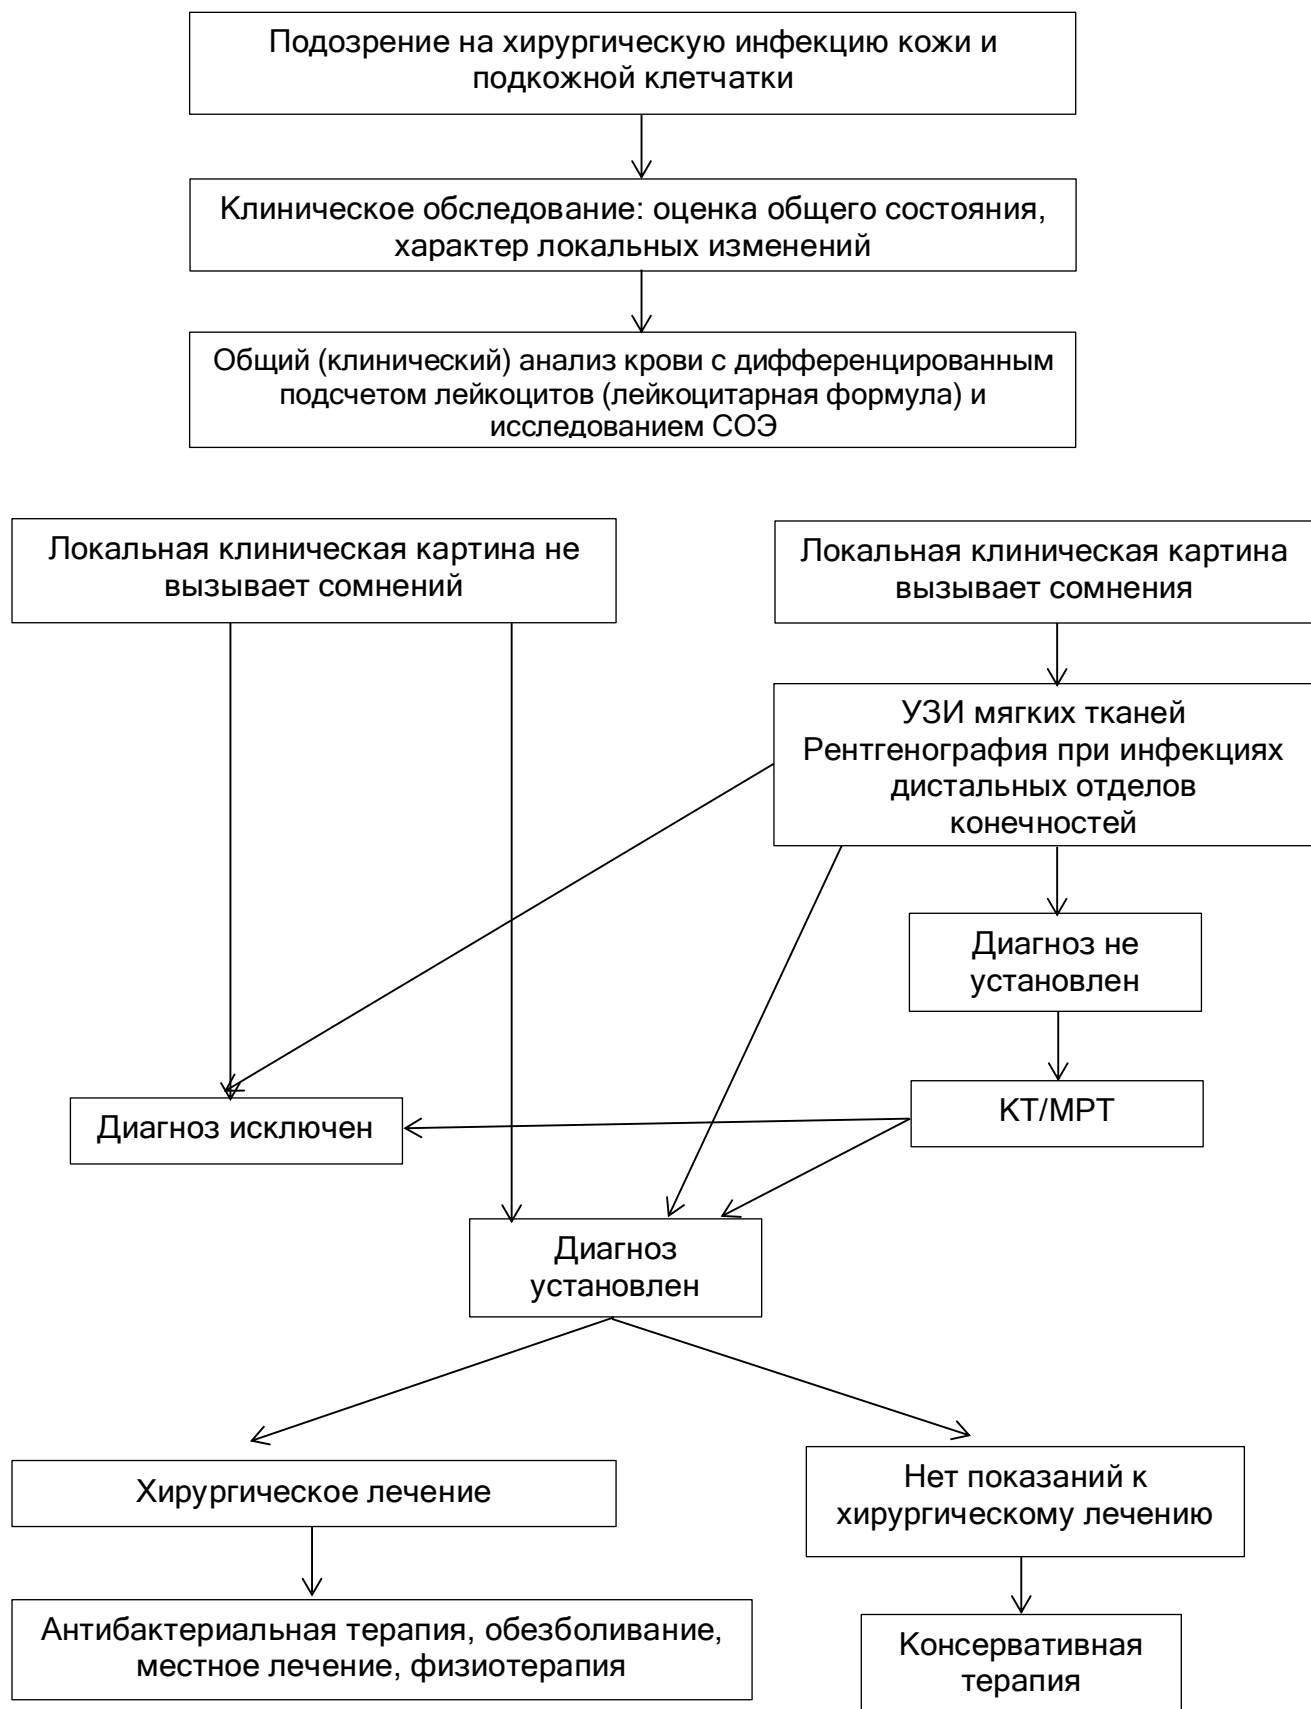 Подозрение на хирургическую инфекцию кожи и
подкожной клетчатки
Клиническое обследование: оценка общего состояния,
характер локальных изменений
Общий (клинический) анализ крови с дифференцированным
подсчетом лейкоцитов (лейкоцитарная формула) и
исследованием СОЭ
Локальная клиническая картина не
вызывает сомнений
Локальная клиническая картина
вызывает сомнения
УЗИ мягких тканей
Рентгенография при инфекциях
дистальных отделов
конечностей
Диагноз не
установлен
КТ/МРТ
Диагноз исключен
Диагноз
установлен
Хирургическое лечение
Нет показаний к
хирургическому лечению
Антибактериальная терапия, обезболивание,
местное лечение, физиотерапия
Консервативная
терапия